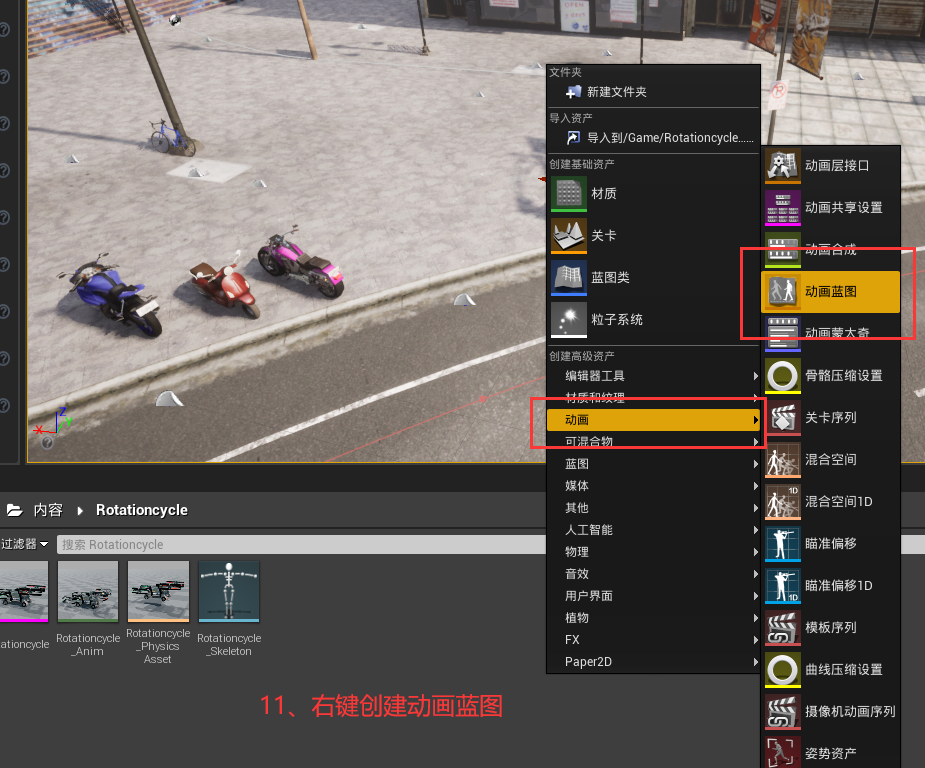 OPEN
文件夹
新建文件夹
导入资产
导入到/Game/Rotationcycle……
创建基础资产
材质
关卡
蓝图类
粒子系统
创建高级资产
编辑器工具
材质和纹理
动画
可混合物
蓝图
媒体
其他
人工智能
物理
音效
用户界面
植物
FX
Paper2D
动画层接口
动画共享设置
动画合成
动画蓝图
动画蒙太奇
骨骼压缩设置
关卡序列
混合空间
1D
混合空间1D
瞄准偏移
1D
瞄准偏移1D
模板序列
曲线压缩设置
摄像机动画序列
姿势资产
Z
X
内容
Rotationcycle
过滤器
搜索 Rotationcycle
ationcycle
Rotationcycle
_Anim
Rotationcycle
_Physics
Asset
Rotationcycle
_Skeleton
11、右键创建动画蓝图